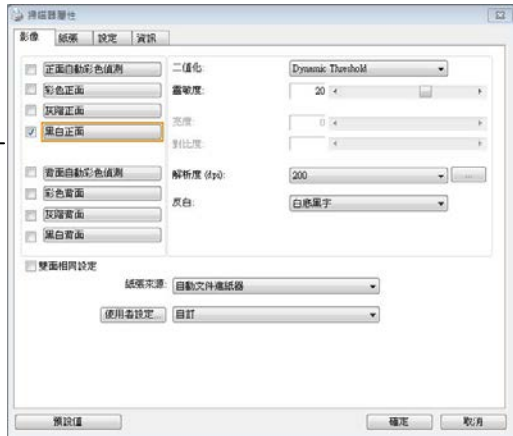 掃描器屬性
影像 紙張 設定 資訊
正面自動彩色偵測
彩色正面
灰階正面
黑白正面
背面自動彩色偵測
彩色背面
灰階背面
黑白背面
二值化: Dynamic Threshold
靈敏度: 20
亮度: 0
對比度:
解析度 (dpi): 200 ...
反白: 白底黑字
雙面相同設定
紙張來源: 自動文件進紙器
使用者設定... 自訂
預設值 確定 取消